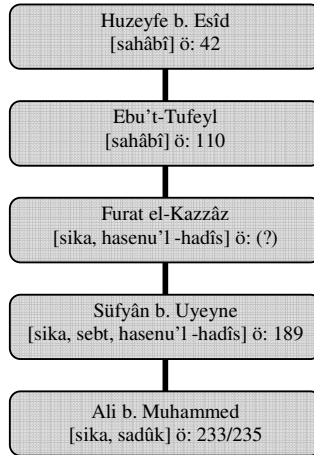 Huzeyfe b. Esîd
[sahâbî] ö: 42
Ebu’t-Tufeyl
[sahâbî] ö: 110
Furat el-Kazzâz
[sika, hasenu’l -hadîs] ö: (?)
Süfyân b. Uyeyne
[sika, sebt, hasenu’l -hadîs] ö: 189
Ali b. Muhammed
[sika, sadûk] ö: 233/235